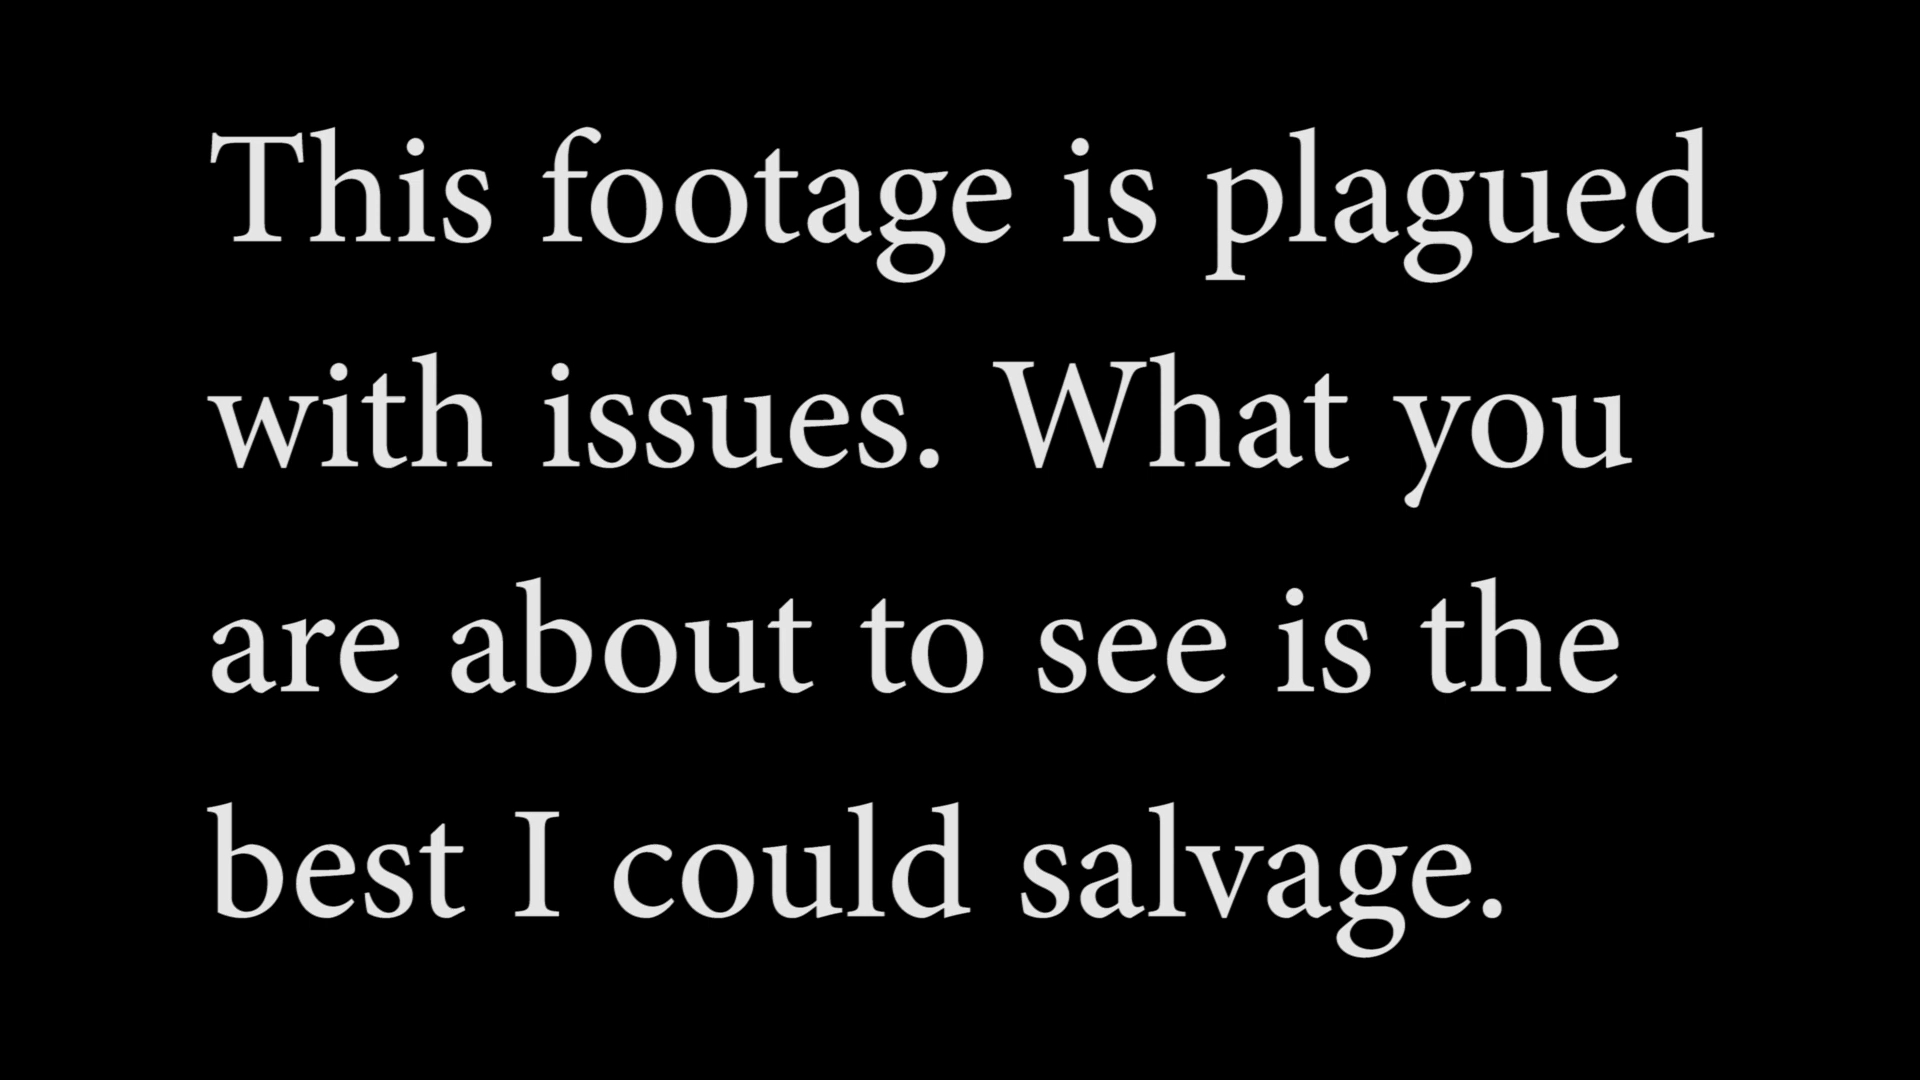 This footage is plagued
with issues. What you
are about to see is the
best I could salvage.